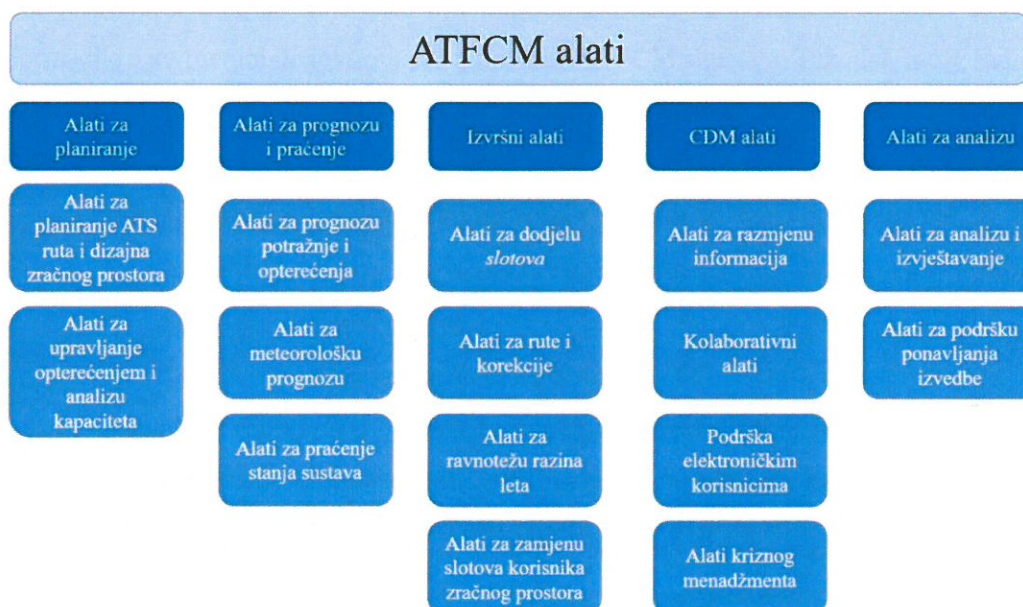 ATFCM alati
Alati za
planiranje
Alati za
planiranje ATS
ruta i dizajna
zračnog prostora
Alati za
upravljanje
opterećenjem i
analizu
kapaciteta
Alati za prognozu
i praćenje
Alati za prognozu
potražnje i
opterećenja
Alati za
meteorološku
prognozu
Alati za praćenje
stanja sustava
Izvršni alati
Alati za dodjelu
slotova
Alati za rute i
korekcije
Alati za
ravnotežu razina
leta
Alati za zamjenu
slotova korisnika
zračnog prostora
CDM alati
Alati za razmjenu
informacija
Kolaborativni
alati
Podrška
elektroničkim
korisnicima
Alati kriznog
menadžmenta
Alati za analizu
Alati za analizu i
izvještavanje
Alati za podršku
ponavljanja
izvedbe